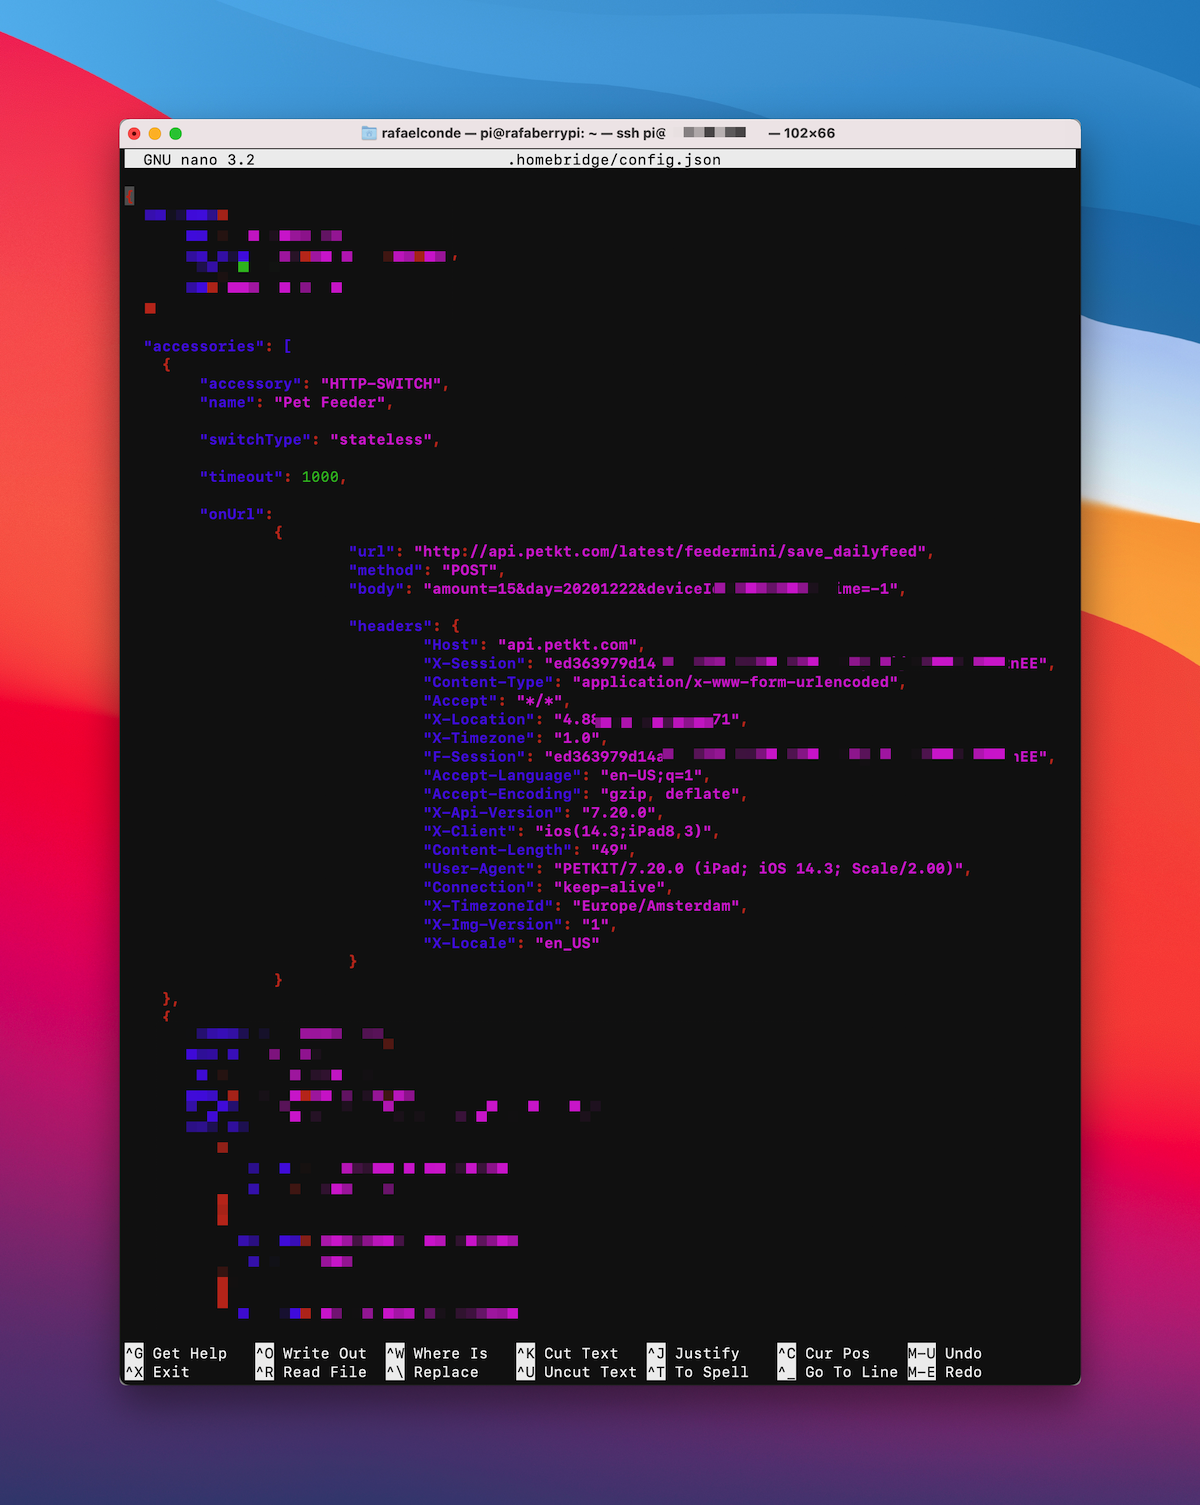 rafaelconde — pi@rafaberrypi: ~ — ssh pi@ — 102×66
GNU nano 3.2 .homebridge/config.json
"accessories": [
{
"accessory": "HTTP-SWITCH",
"name": "Pet Feeder",
"switchType": "stateless",
"timeout": 1000,
"onUrl":
{
"url": "http://api.petkt.com/latest/feedermini/save_dailyfeed",
"method": "POST",
"body": "amount=15&day=20201222&deviceI ime=-1",
"headers": {
"Host": "api.petkt.com",
"X-Session": "ed363979d14 nEE",
"Content-Type": "application/x-www-form-urlencoded",
"Accept": "*/*",
"X-Location": "4.88 71",
"X-Timezone": "1.0",
"F-Session": "ed363979d14a nEE",
"Accept-Language": "en-US;q=1",
"Accept-Encoding": "gzip, deflate",
"X-Api-Version": "7.20.0",
"X-Client": "ios(14.3;iPad8,3)",
"Content-Length": "49",
"User-Agent": "PETKIT/7.20.0 (iPad; iOS 14.3; Scale/2.00)",
"Connection": "keep-alive",
"X-TimezoneId": "Europe/Amsterdam",
"X-Img-Version": "1",
"X-Locale": "en_US"
}
}
},
{
^G Get Help ^O Write Out ^W Where Is ^K Cut Text ^J Justify ^C Cur Pos M-U Undo
^X Exit ^R Read File ^\ Replace ^U Uncut Text ^T To Spell ^_ Go To Line M-E Redo